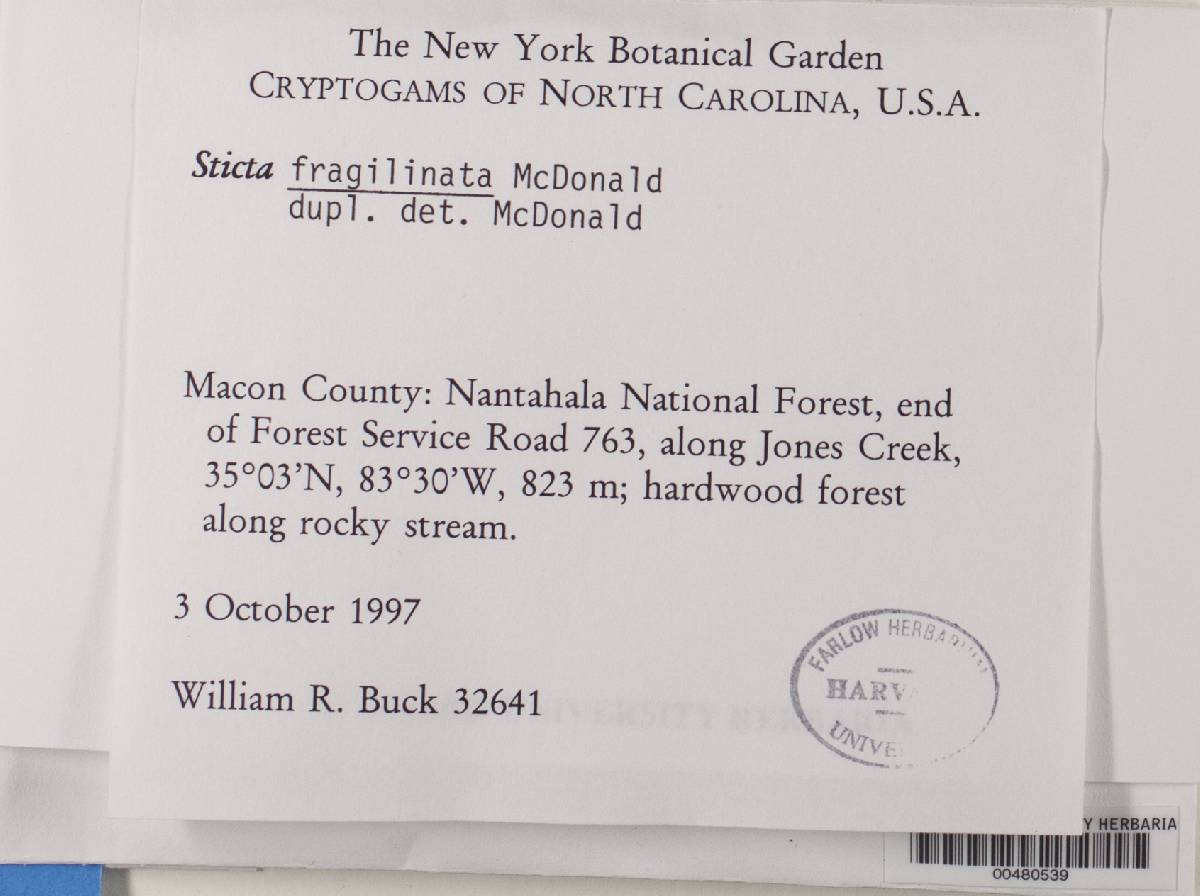 The New York Botanical Garden
CRYPTOGAMS OF NORTH CAROLINA, U.S.A.
Sticta fragilinata McDonald
dupl. det. McDonald
Macon County: Nantahala National Forest, end
of Forest Service Road 763, along Jones Creek,
35°03'N, 83°30'W, 823 m; hardwood forest
along rocky stream.
3 October 1997
William R. Buck 32641
FARLOW HERBARIUM
HARV
UNIVE
Y HERBARIA
00480539